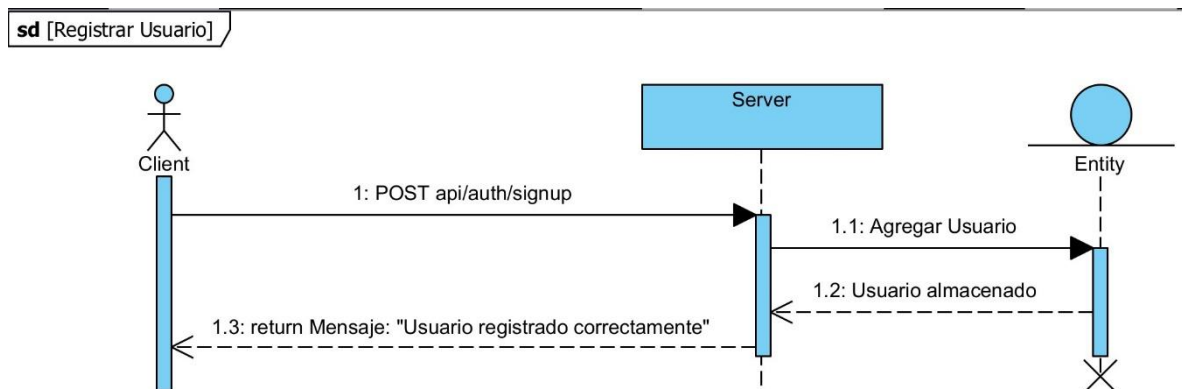 sd [Registrar Usuario]
Server
Client
Entity
1: POST api/auth/signup
1.1: Agregar Usuario
1.2: Usuario almacenado
1.3: return Mensaje: "Usuario registrado correctamente"